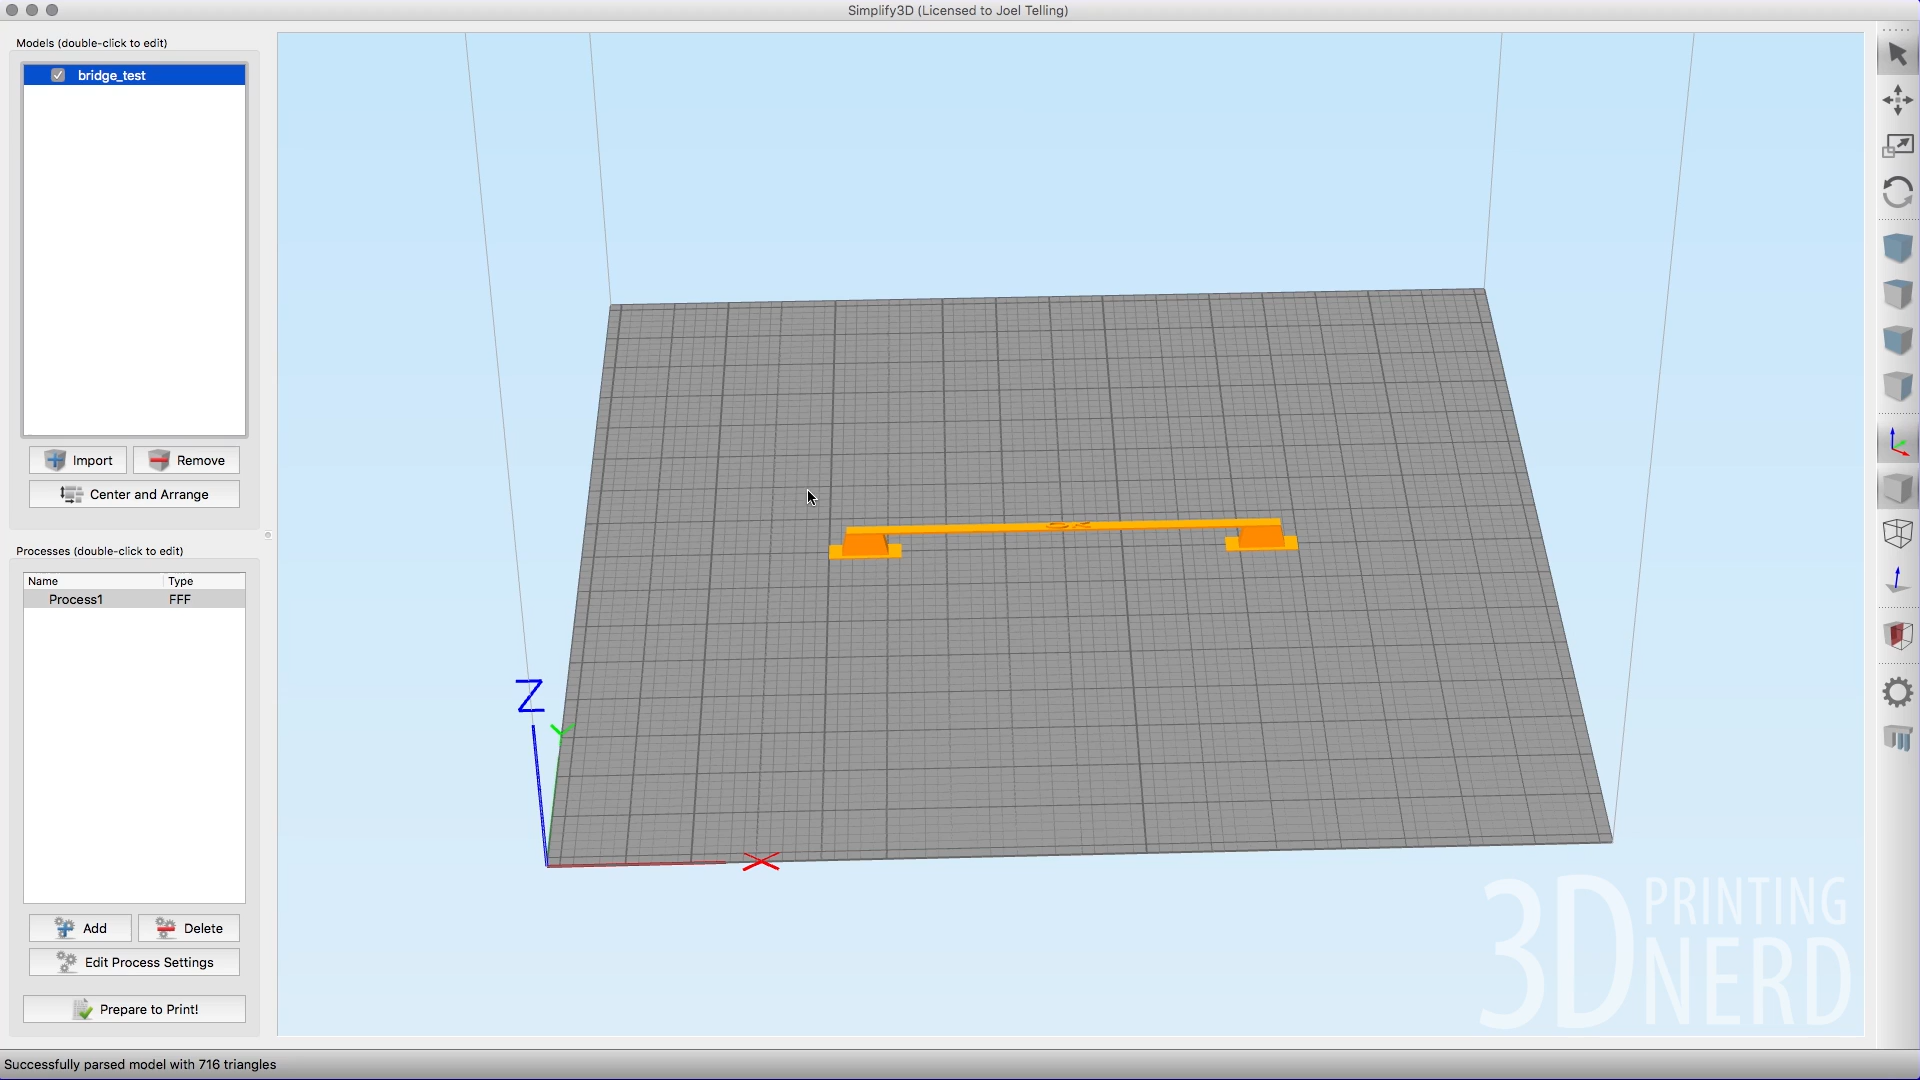 Simplify3D (Licensed to Joel Telling)
Models (double-click to edit)
bridge_test
Import
Remove
Center and Arrange
Processes (double-click to edit)
Name Type
Process1 FFF
Add
Delete
Edit Process Settings
Prepare to Print!
OK
Z
Y
X
3D PRINTING
NERD
Successfully parsed model with 716 triangles